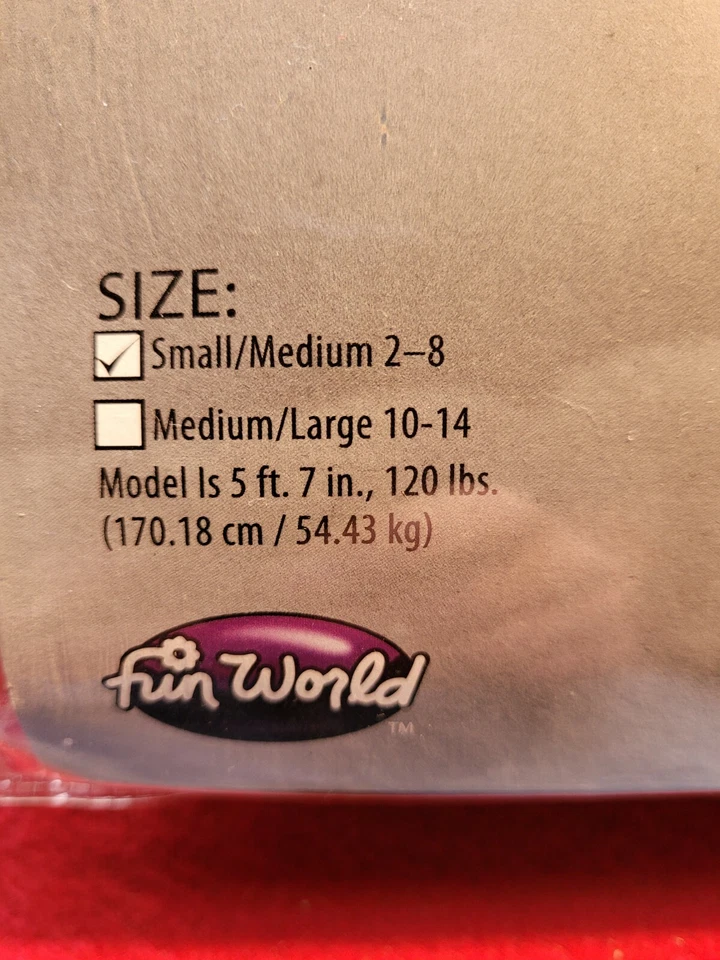 SIZE:
Small/Medium 2–8
Medium/Large 10-14
Model Is 5 ft. 7 in., 120 lbs.
(170.18 cm / 54.43 kg)
fun World
TM